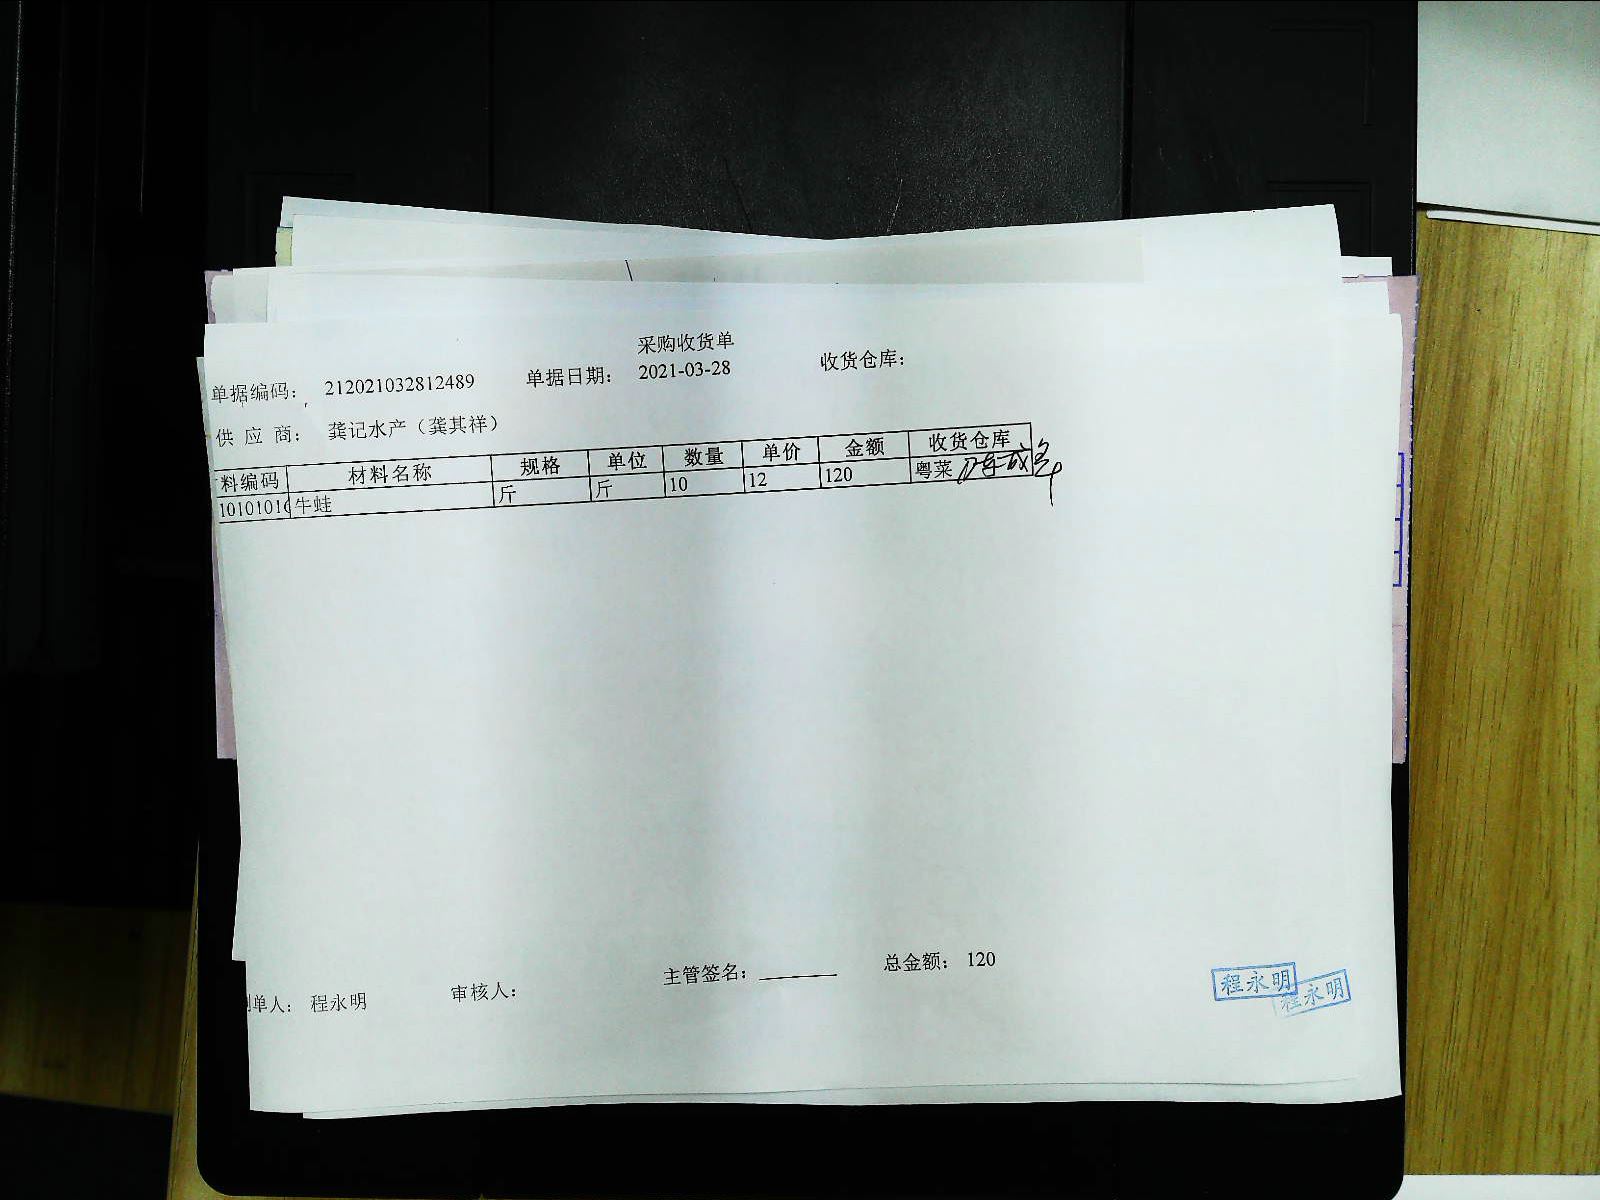 采购收货单
单据编码： 212021032812489 单据日期： 2021-03-28 收货仓库：
供 应 商： 龚记水产（龚其祥）
料编码 材料名称 规格 单位 数量 单价 金额 收货仓库
1010101 牛蛙 斤 斤 10 12 120 粤菜
主管签名： 总金额： 120
制单人： 程永明 审核人：
程永明
程永明